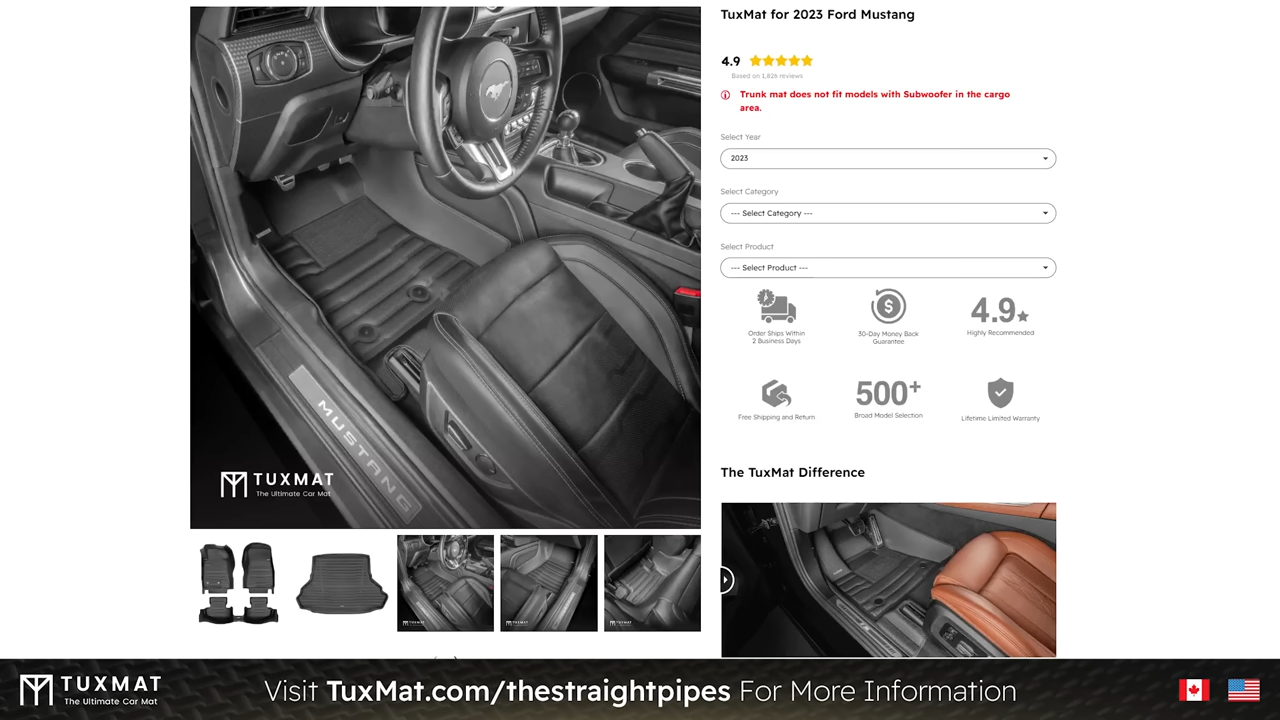 TuxMat for 2023 Ford Mustang
4.9
Based on 1,826 reviews
Trunk mat does not fit models with Subwoofer in the cargo
area.
Select Year
2023
Select Category
--- Select Category ---
Select Product
--- Select Product ---
4.9
Order Ships Within
2 Business Days
30-Day Money Back
Guarantee
Highly Recommended
500+
Free Shipping and Return
Broad Model Selection
Lifetime Limited Warranty
MUSTANG
TUXMAT
The Ultimate Car Mat
The TuxMat Difference
TUXMAT
The Ultimate Car Mat
Visit TuxMat.com/thestraightpipes For More Information